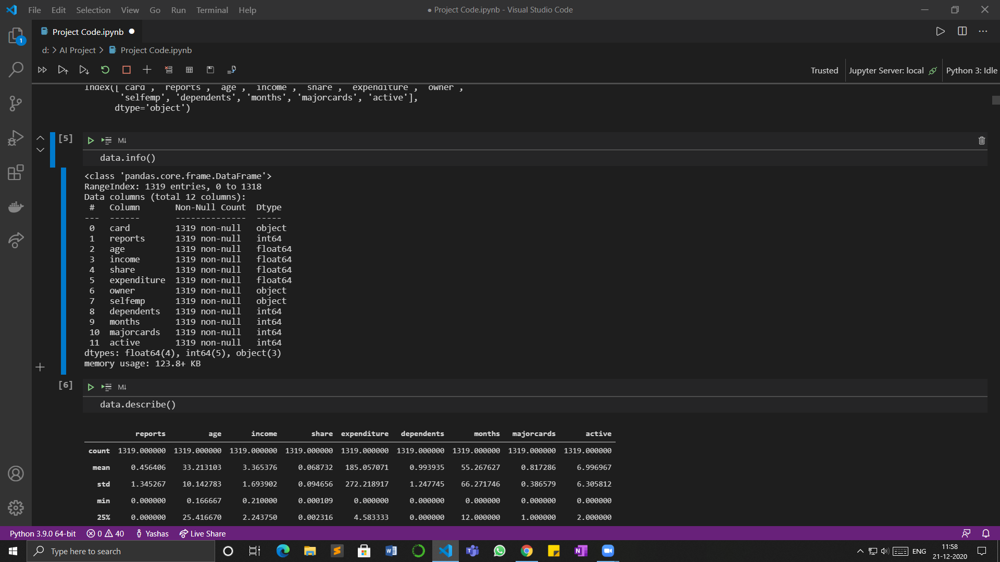 File Edit Selection View Go Run Terminal Help
● Project Code.ipynb - Visual Studio Code
Project Code.ipynb ●
d: > AI Project > Project Code.ipynb
Trusted Jupyter Server: local Python 3: Idle
Index(['card', 'reports', 'age', 'income', 'share', 'expenditure', 'owner',
'selfemp', 'dependents', 'months', 'majorcards', 'active'],
dtype='object')
[5] M↓
data.info()
<class 'pandas.core.frame.DataFrame'>
RangeIndex: 1319 entries, 0 to 1318
Data columns (total 12 columns):
# Column Non-Null Count Dtype
--- ------ -------------- -----
0 card 1319 non-null object
1 reports 1319 non-null int64
2 age 1319 non-null float64
3 income 1319 non-null float64
4 share 1319 non-null float64
5 expenditure 1319 non-null float64
6 owner 1319 non-null object
7 selfemp 1319 non-null object
8 dependents 1319 non-null int64
9 months 1319 non-null int64
10 majorcards 1319 non-null int64
11 active 1319 non-null int64
dtypes: float64(4), int64(5), object(3)
memory usage: 123.8+ KB
[6] M↓
data.describe()
reports age income share expenditure dependents months majorcards active
count 1319.000000 1319.000000 1319.000000 1319.000000 1319.000000 1319.000000 1319.000000 1319.000000 1319.000000
mean 0.456406 33.213103 3.365376 0.068732 185.057071 0.993935 55.267627 0.817286 6.996967
std 1.345267 10.142783 1.693902 0.094656 272.218917 1.247745 66.271746 0.386579 6.305812
min 0.000000 0.166667 0.210000 0.000109 0.000000 0.000000 0.000000 0.000000 0.000000
25% 0.000000 25.416670 2.243750 0.002316 4.583333 0.000000 12.000000 1.000000 2.000000
Python 3.9.0 64-bit 0 40 Yashas Live Share
Type here to search
ENG
11:58
21-12-2020